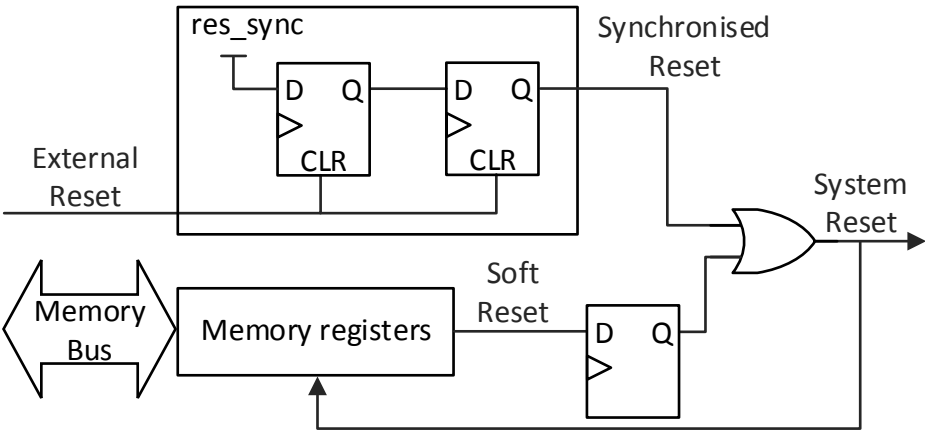 res_sync
Synchronised
Reset
D Q
D Q
CLR
CLR
External
Reset
System
Reset
Soft
Reset
Memory
Bus
Memory registers
D Q